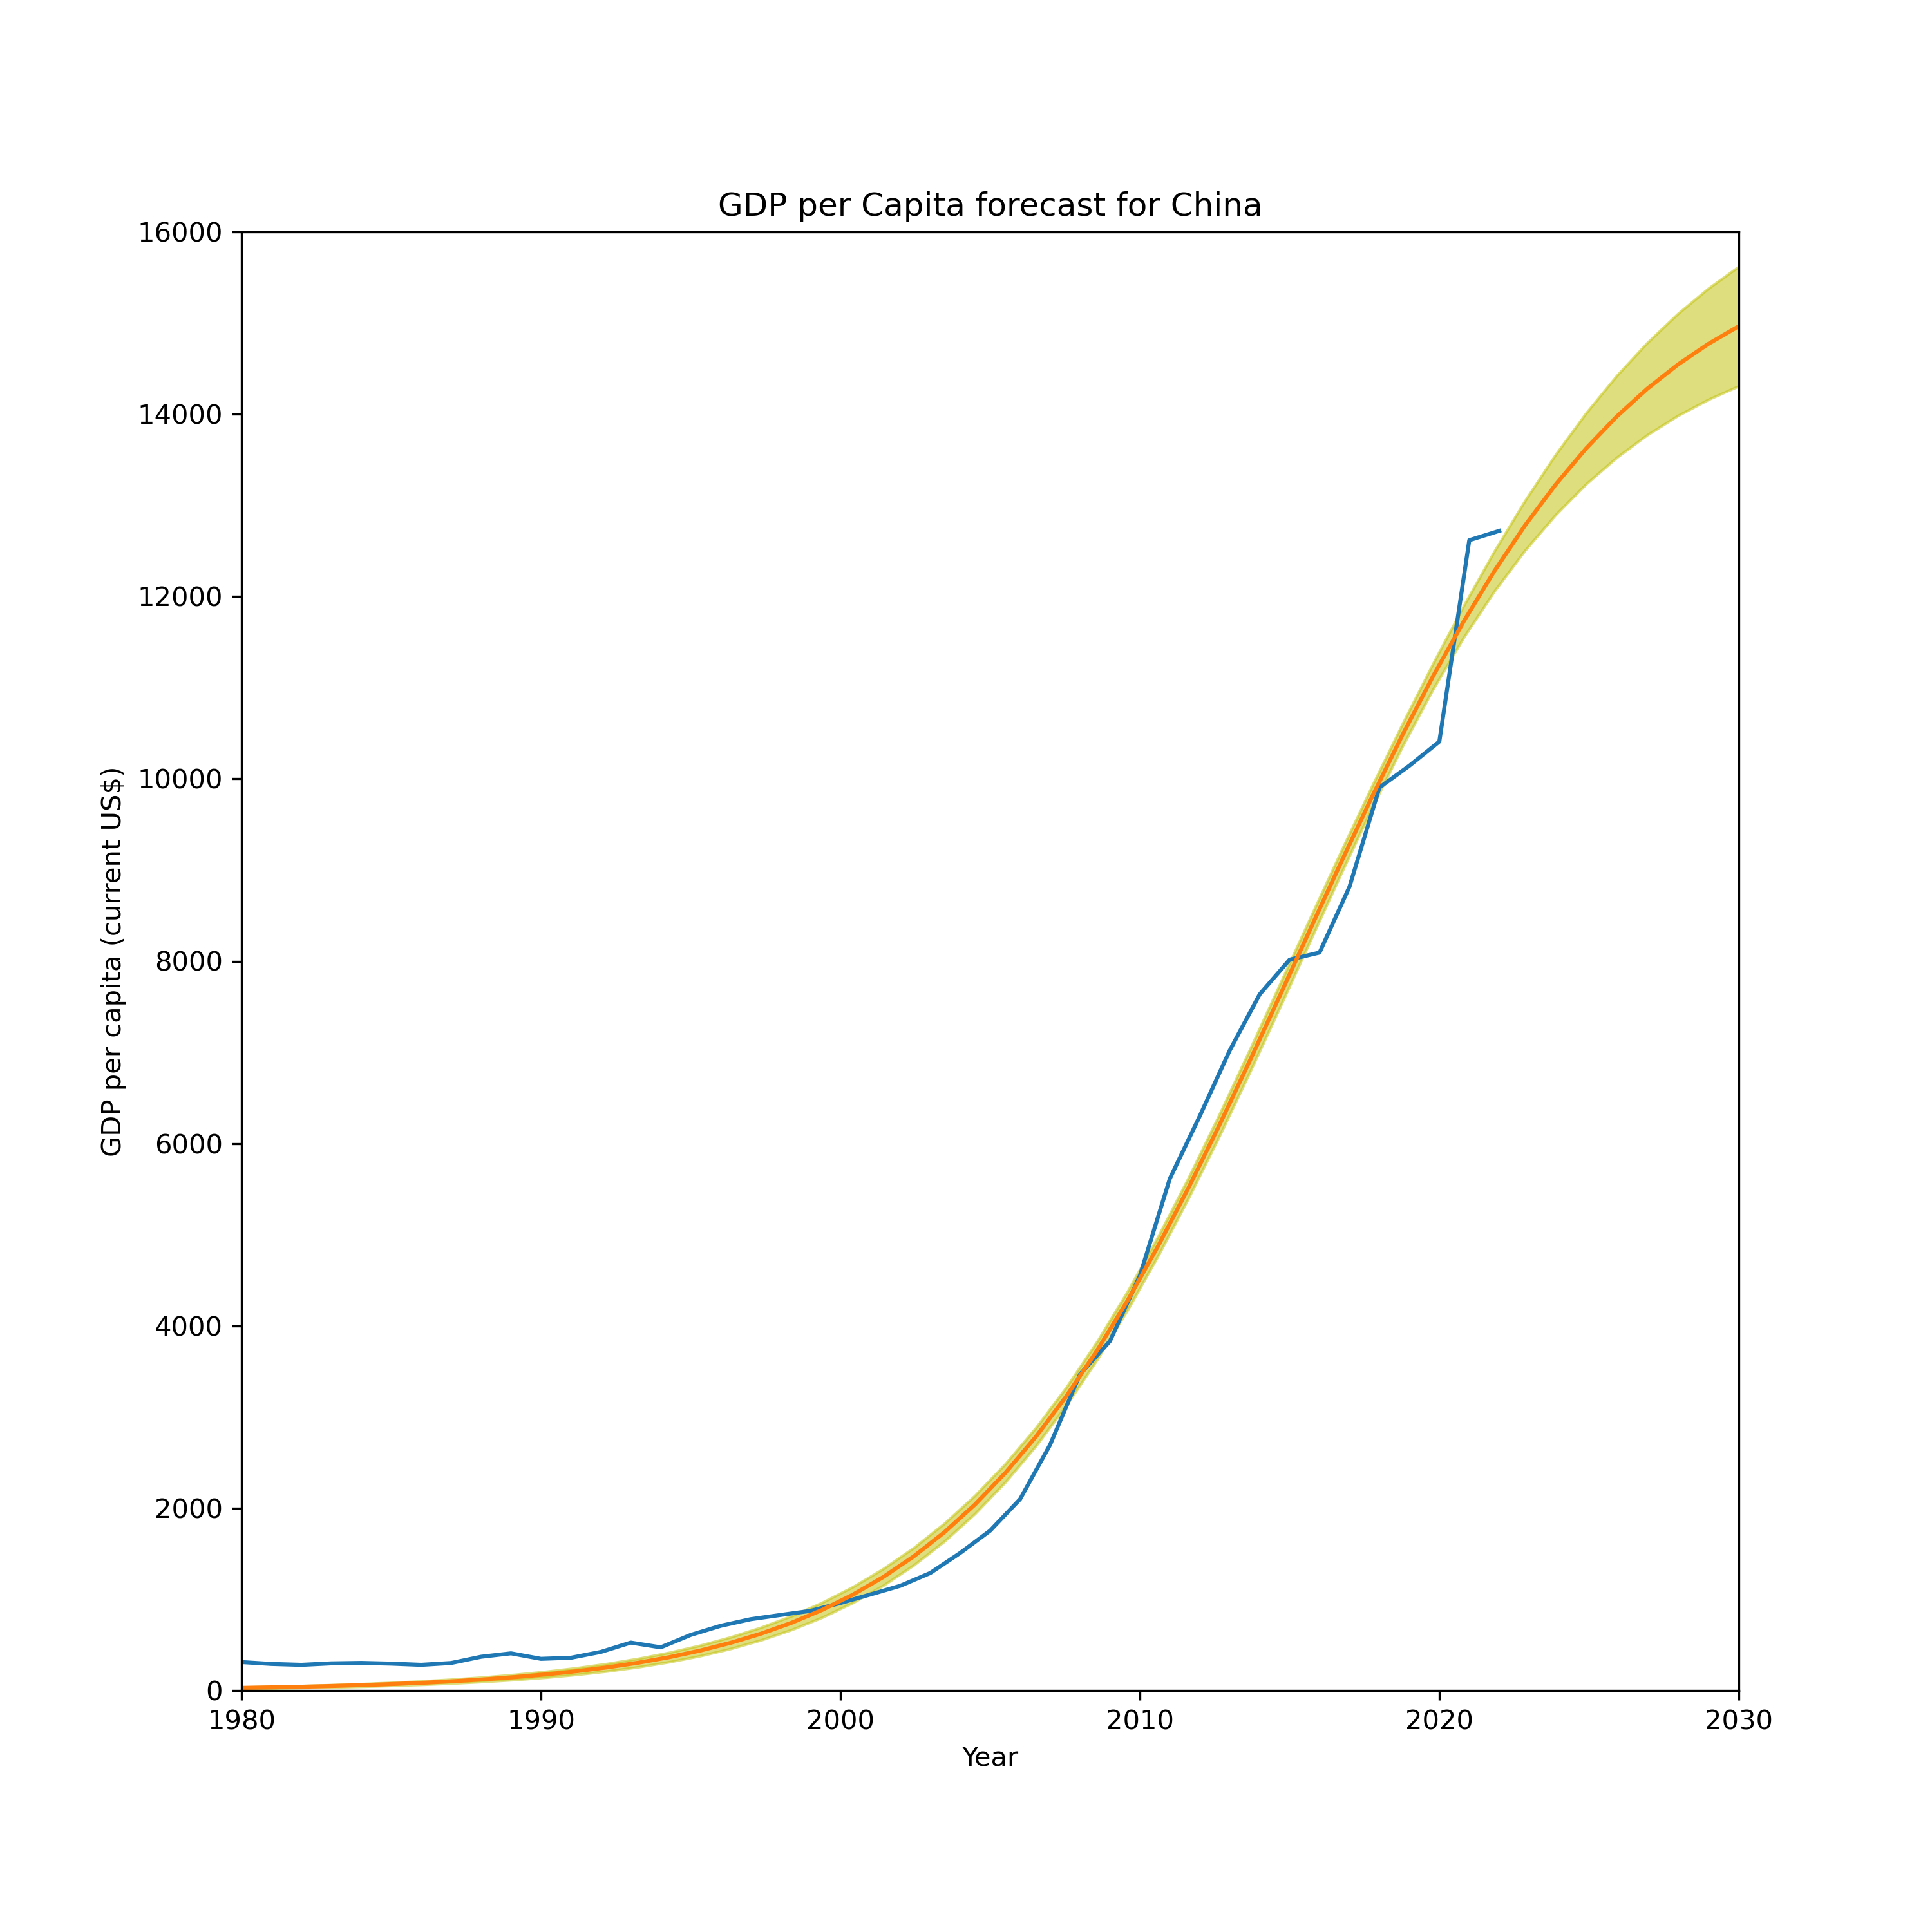 GDP per Capita forecast for China
16000
14000
12000
10000
8000
6000
4000
2000
0
GDP per capita (current US$)
1980 1990 2000 2010 2020 2030
Year